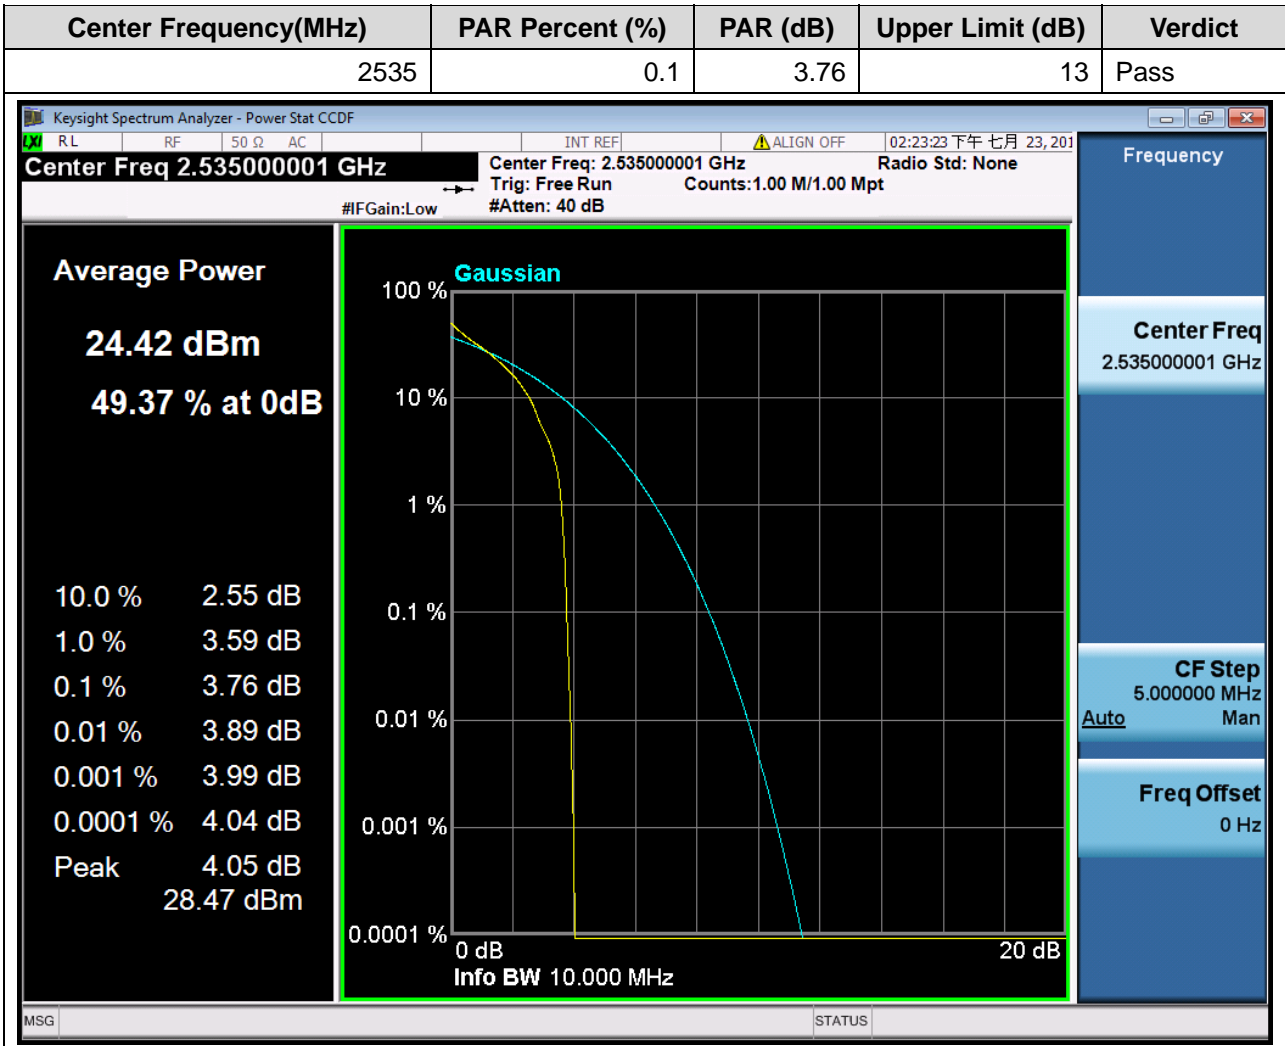 Center Frequency(MHz) PAR Percent (%) PAR (dB) Upper Limit (dB) Verdict
2535 0.1 3.76 13 Pass
Keysight Spectrum Analyzer - Power Stat CCDF
LXI RL RF 50 Ω AC INT REF ALIGN OFF 02:23:23 下午 七月 23, 201
Center Freq 2.535000001 GHz
#IFGain:Low
Center Freq: 2.535000001 GHz Radio Std: None
Trig: Free Run Counts:1.00 M/1.00 Mpt
#Atten: 40 dB
Average Power
24.42 dBm
49.37 % at 0dB
10.0 % 2.55 dB
1.0 % 3.59 dB
0.1 % 3.76 dB
0.01 % 3.89 dB
0.001 % 3.99 dB
0.0001 % 4.04 dB
Peak 4.05 dB
28.47 dBm
Gaussian
100 %
10 %
1 %
0.1 %
0.01 %
0.001 %
0.0001 %
0 dB 20 dB
Info BW 10.000 MHz
Frequency
Center Freq
2.535000001 GHz
CF Step
5.000000 MHz
Auto Man
Freq Offset
0 Hz
MSG STATUS